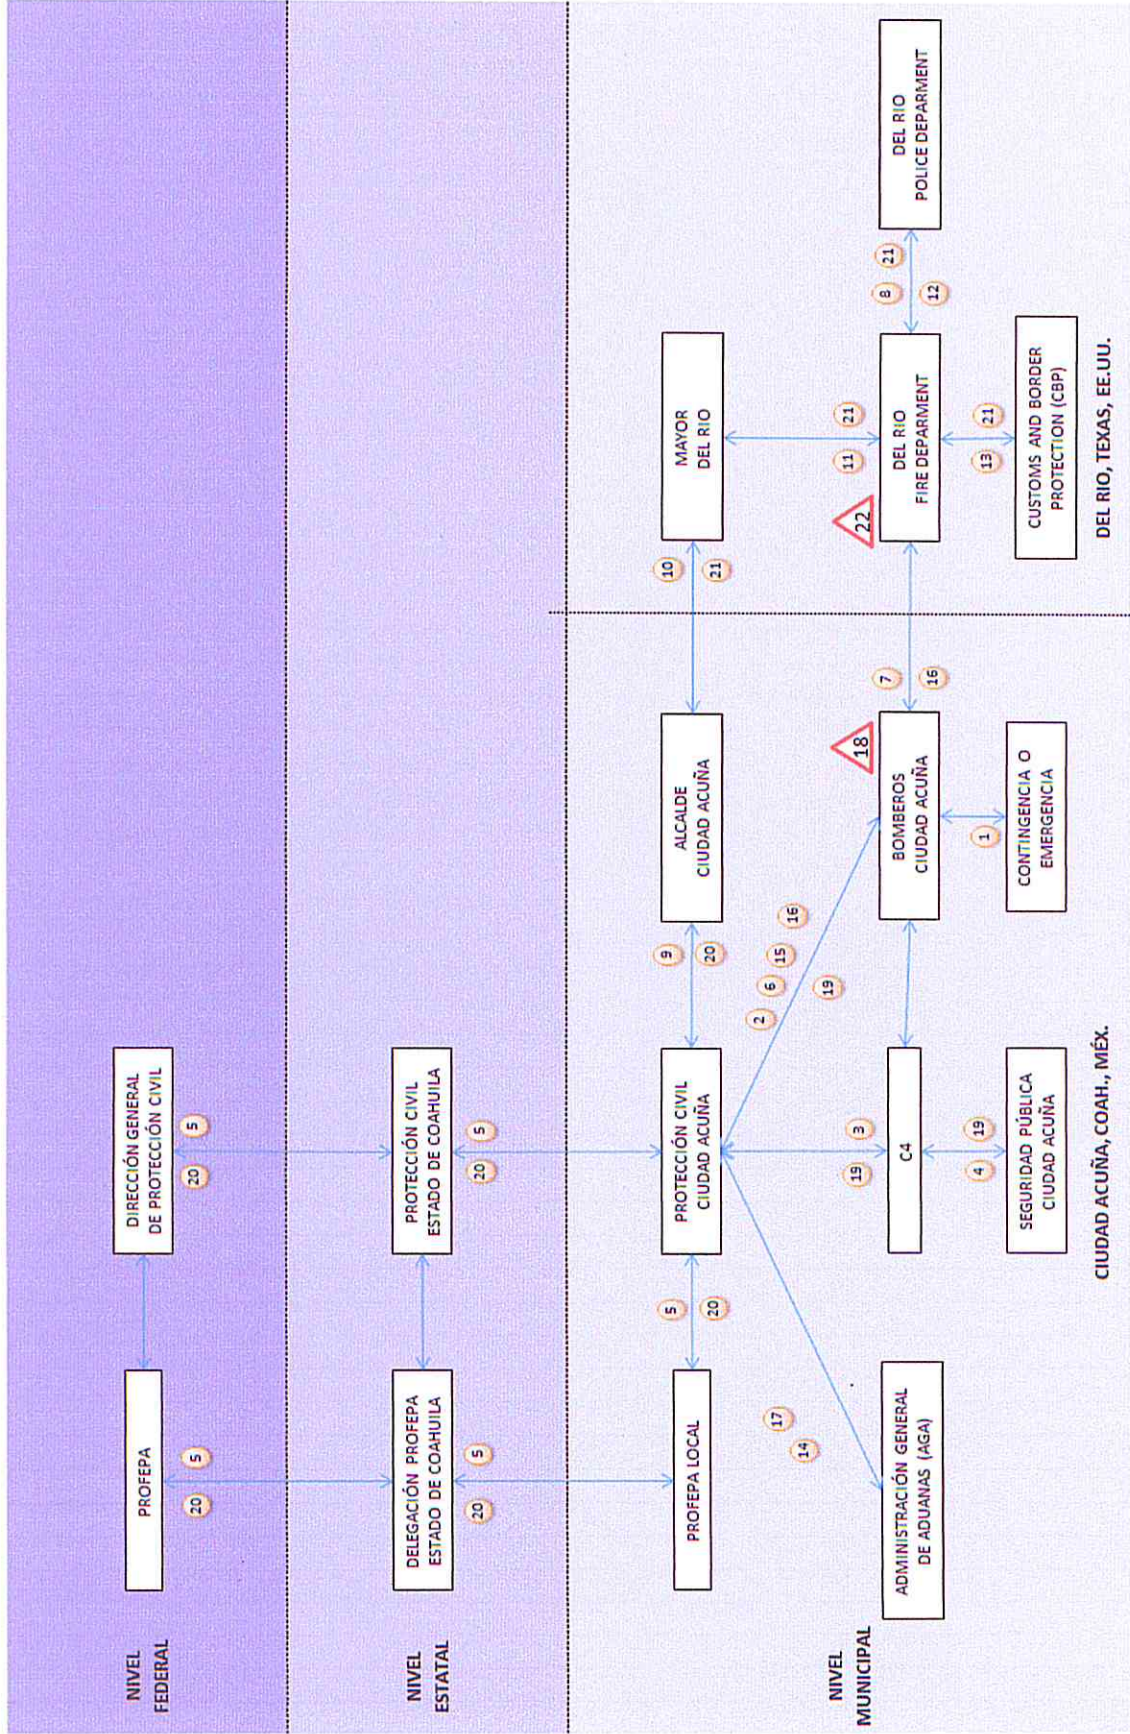 NIVEL
FEDERAL
PROFEPA
DIRECCIÓN GENERAL
DE PROTECCIÓN CIVIL
20
5
20
5
NIVEL
ESTATAL
DELEGACIÓN PROFEPA
ESTADO DE COAHUILA
PROTECCIÓN CIVIL
ESTADO DE COAHUILA
20
5
20
5
NIVEL
MUNICIPAL
PROFEPA LOCAL
5
20
PROTECCIÓN CIVIL
CIUDAD ACUÑA
9
20
ALCALDE
CIUDAD ACUÑA
10
21
MAYOR
DEL RIO
17
14
2
6
15
16
19
19
3
11
21
ADMINISTRACIÓN GENERAL
DE ADUANAS (AGA)
C4
18
BOMBEROS
CIUDAD ACUÑA
7
16
22
DEL RIO
FIRE DEPARMENT
8
21
12
DEL RIO
POLICE DEPARMENT
4
19
1
13
21
SEGURIDAD PÚBLICA
CIUDAD ACUÑA
CONTINGENCIA O
EMERGENCIA
CUSTOMS AND BORDER
PROTECTION (CBP)
CIUDAD ACUÑA, COAH., MÉX.
DEL RIO, TEXAS, EE.UU.